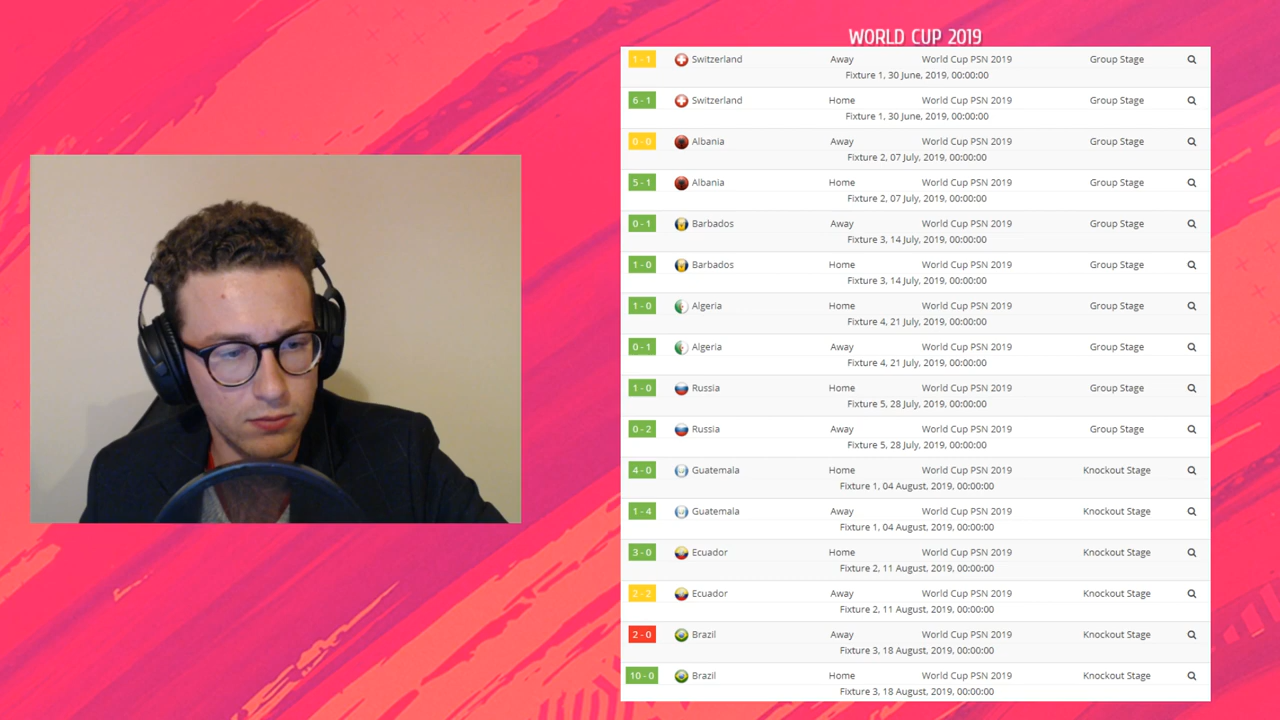 WORLD CUP 2019
1 - 1 Switzerland Away World Cup PSN 2019 Group Stage
Fixture 1, 30 June, 2019, 00:00:00
6 - 1 Switzerland Home World Cup PSN 2019 Group Stage
Fixture 1, 30 June, 2019, 00:00:00
0 - 0 Albania Away World Cup PSN 2019 Group Stage
Fixture 2, 07 July, 2019, 00:00:00
5 - 1 Albania Home World Cup PSN 2019 Group Stage
Fixture 2, 07 July, 2019, 00:00:00
0 - 1 Barbados Away World Cup PSN 2019 Group Stage
Fixture 3, 14 July, 2019, 00:00:00
1 - 0 Barbados Home World Cup PSN 2019 Group Stage
Fixture 3, 14 July, 2019, 00:00:00
1 - 0 Algeria Home World Cup PSN 2019 Group Stage
Fixture 4, 21 July, 2019, 00:00:00
0 - 1 Algeria Away World Cup PSN 2019 Group Stage
Fixture 4, 21 July, 2019, 00:00:00
1 - 0 Russia Home World Cup PSN 2019 Group Stage
Fixture 5, 28 July, 2019, 00:00:00
0 - 2 Russia Away World Cup PSN 2019 Group Stage
Fixture 5, 28 July, 2019, 00:00:00
4 - 0 Guatemala Home World Cup PSN 2019 Knockout Stage
Fixture 1, 04 August, 2019, 00:00:00
1 - 4 Guatemala Away World Cup PSN 2019 Knockout Stage
Fixture 1, 04 August, 2019, 00:00:00
3 - 0 Ecuador Home World Cup PSN 2019 Knockout Stage
Fixture 2, 11 August, 2019, 00:00:00
2 - 2 Ecuador Away World Cup PSN 2019 Knockout Stage
Fixture 2, 11 August, 2019, 00:00:00
2 - 0 Brazil Away World Cup PSN 2019 Knockout Stage
Fixture 3, 18 August, 2019, 00:00:00
10 - 0 Brazil Home World Cup PSN 2019 Knockout Stage
Fixture 3, 18 August, 2019, 00:00:00